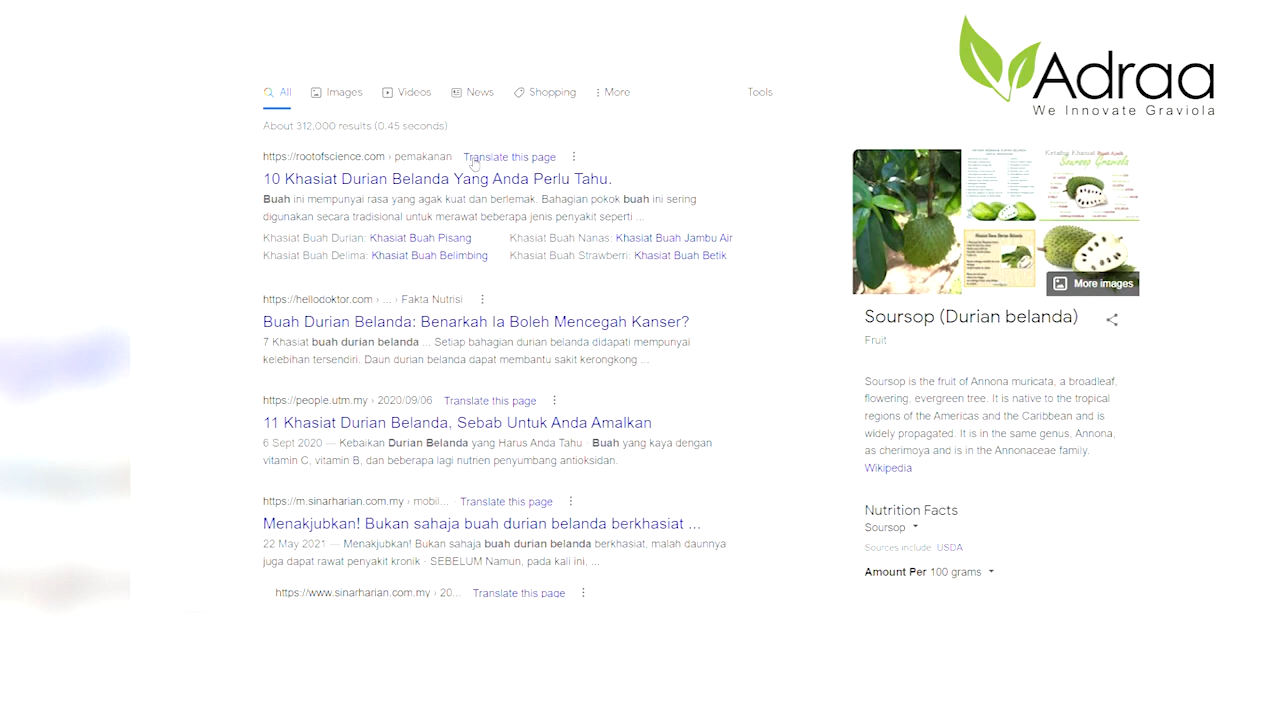 Adraa
We Innovate Graviola
All Images Videos News Shopping More Tools
About 312,000 results (0.45 seconds)
https://rootofscience.com › pemakanan Translate this page
10 Khasiat Durian Belanda Yang Anda Perlu Tahu.
Buah mempunyai rasa yang agak kuat dan berlemak. Bahagian pokok buah ini sering
digunakan secara tradisional untuk merawat beberapa jenis penyakit seperti ...
Khasiat Buah Durian: Khasiat Buah Pisang
Khasiat Buah Nanas: Khasiat Buah Jambu Air
Khasiat Buah Delima: Khasiat Buah Belimbing
Khasiat Buah Strawberri: Khasiat Buah Betik
https://hellodoktor.com › ... › Fakta Nutrisi
Buah Durian Belanda: Benarkah Ia Boleh Mencegah Kanser?
7 Khasiat buah durian belanda ... Setiap bahagian durian belanda didapati mempunyai
kelebihan tersendiri. Daun durian belanda dapat membantu sakit kerongkong ...
https://people.utm.my › 2020/09/06 Translate this page
11 Khasiat Durian Belanda, Sebab Untuk Anda Amalkan
6 Sept 2020 — Kebaikan Durian Belanda yang Harus Anda Tahu · Buah yang kaya dengan
vitamin C, vitamin B, dan beberapa lagi nutrien penyumbang antioksidan.
https://m.sinarharian.com.my › mobil... · Translate this page
Menakjubkan! Bukan sahaja buah durian belanda berkhasiat ...
22 May 2021 — Menakjubkan! Bukan sahaja buah durian belanda berkhasiat, malah daunnya
juga dapat rawat penyakit kronik · SEBELUM Namun, pada kali ini, ...
https://www.sinarharian.com.my › 20... Translate this page
More images
Soursop (Durian belanda)
Fruit
Soursop is the fruit of Annona muricata, a broadleaf,
flowering, evergreen tree. It is native to the tropical
regions of the Americas and the Caribbean and is
widely propagated. It is in the same genus, Annona,
as cherimoya and is in the Annonaceae family.
Wikipedia
Nutrition Facts
Soursop
Sources include: USDA
Amount Per 100 grams